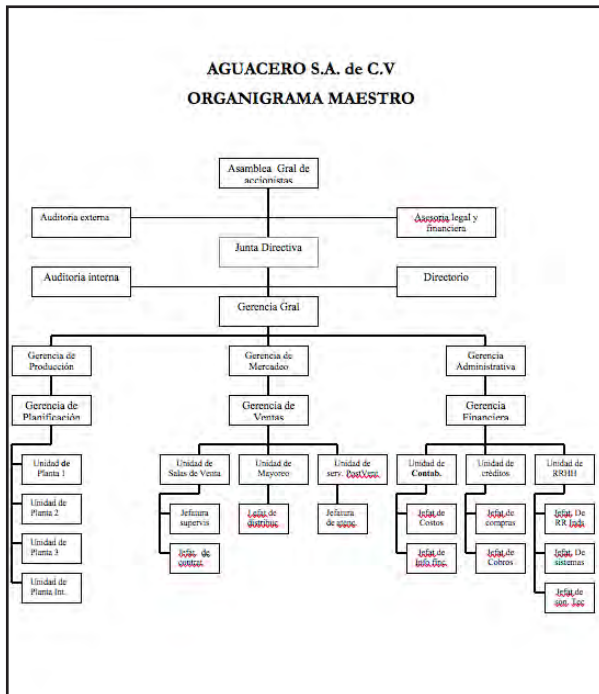 AGUACERO S.A. de C.V
ORGANIGRAMA MAESTRO
Asamblea Gral de
accionistas
Auditoria externa
Asesoria legal y
financiera
Junta Directiva
Auditoria interna
Directorio
Gerencia Gral
Gerencia de
Producción
Gerencia de
Mercadeo
Gerencia
Administrativa
Gerencia de
Planificación
Gerencia de
Ventas
Gerencia
Financiera
Unidad de
Planta 1
Unidad de
Planta 2
Unidad de
Planta 3
Unidad de
Planta Int.
Unidad de
Salas de Venta
Unidad de
Mayoreo
Unidad de
serv. PostVent
Jefatura
supervis
Jefat. de
contrat
Jefat de
distribuc
Jefatura
de atenc
Unidad de
Contab.
Unidad de
créditos
Unidad de
RRHH
Jefat de
Costos
Jefat de
Info finc
Jefat de
compras
Jefat de
Cobros
Jefat. De
RR Inds
Jefat. De
sistemas
Jefat de
Tec